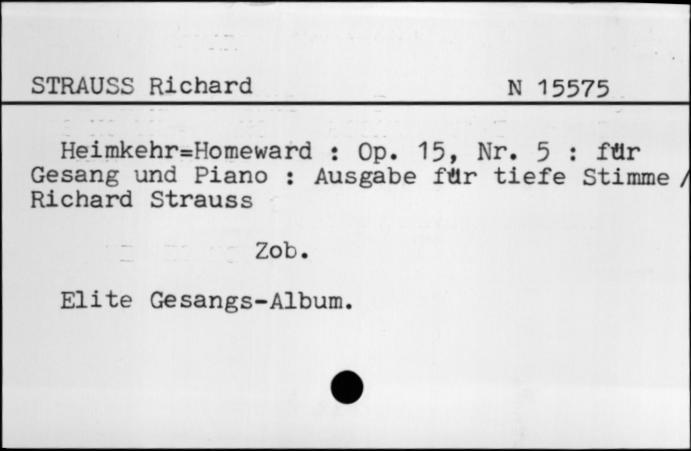 STRAUSS Richard N 15575
Heimkehr=Homeward : Op. 15, Nr. 5 : für
Gesang und Piano : Ausgabe für tiefe Stimme /
Richard Strauss
Zob.
Elite Gesangs-Album.